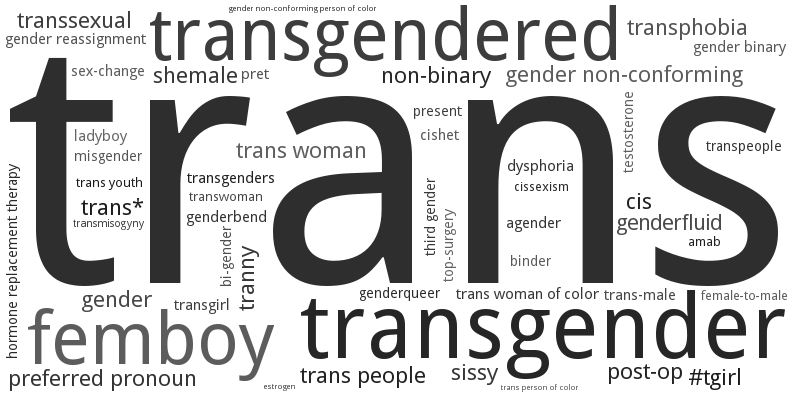 gender non-conforming person of color
transsexual
transgendered
transphobia
gender reassignment
gender binary
sex-change
shemale
pret
non-binary
gender non-conforming
trans
present
testosterone
ladyboy
cishet
misgender
trans woman
transpeople
dysphoria
trans youth
transgenders
cissexism
transwoman
trans*
genderbend
cis
transmisogyny
third gender
top-surgery
agender
genderfluid
bi-gender
amab
hormone replacement therapy
tranny
binder
gender
transgirl
genderqueer
trans woman of color
trans-male
female-to-male
femboy
transgender
preferred pronoun
estrogen
trans people
sissy
trans person of color
post-op
#tgirl